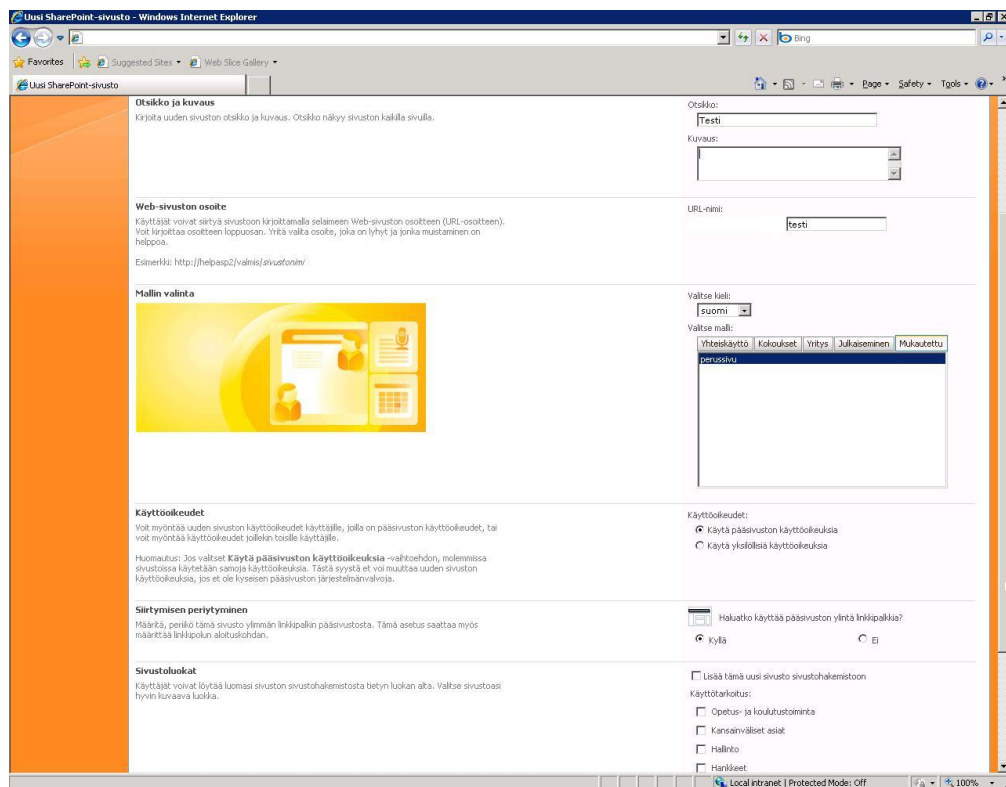 Uusi SharePoint-sivusto - Windows Internet Explorer
Bing
Favorites Suggested Sites Web Slice Gallery
Uusi SharePoint-sivusto Page Safety Tools
Otsikko ja kuvaus
Kirjoita uuden sivuston otsikko ja kuvaus. Otsikko näkyy sivuston kaikilla sivuilla.
Otsikko:
Testi
Kuvaus:
Web-sivuston osoite
Käyttäjät voivat siirtyä sivustoon kirjoittamalla selaimeen Web-sivuston osoitteen (URL-osoitteen).
Voit kirjoittaa osoitteen loppuosan. Yritä valita osoite, joka on lyhyt ja jonka muistaminen on
helppoa.
Esimerkki: http://helpasp2/valmis/sivustonimi
URL-nimi:
testi
Mallin valinta
Valitse kieli:
suomi
Valitse malli:
Yhteiskäyttö Kokoukset Yritys Julkaiseminen Mukautettu
perussivu
Käyttöoikeudet
Voit myöntää uuden sivuston käyttöoikeudet käyttäjille, joilla on pääsivuston käyttöoikeudet, tai
voit myöntää käyttöoikeudet joillekin toisille käyttäjille.
Huomautus: Jos valitset Käytä pääsivuston käyttöoikeuksia -vaihtoehdon, molemmissa
sivustoissa käytetään samoja käyttöoikeuksia. Tästä syystä et voi muuttaa uuden sivuston
käyttöoikeuksia, jos et ole kyseisen pääsivuston järjestelmänvalvoja.
Käyttöoikeudet:
Käytä pääsivuston käyttöoikeuksia
Käytä yksilöllisiä käyttöoikeuksia
Siirtymisen periytyminen
Määritä, periikö tämä sivusto ylimmän linkkipalkin pääsivustosta. Tämä asetus saattaa myös
määrittää linkkipolun aloituskohdan.
Haluatko käyttää pääsivuston ylintä linkkipalkkia?
Kyllä Ei
Sivustoluokat
Käyttäjät voivat löytää luomasi sivuston sivustohakemistosta tietyn luokan alta. Valitse sivustoasi
hyvin kuvaava luokka.
Lisää tämä uusi sivusto sivustohakemistoon
Käyttötarkoitus:
Opetus- ja koulutustoiminta
Kansainväliset asiat
Hallinto
Hankkeet
Local intranet | Protected Mode: Off 100%